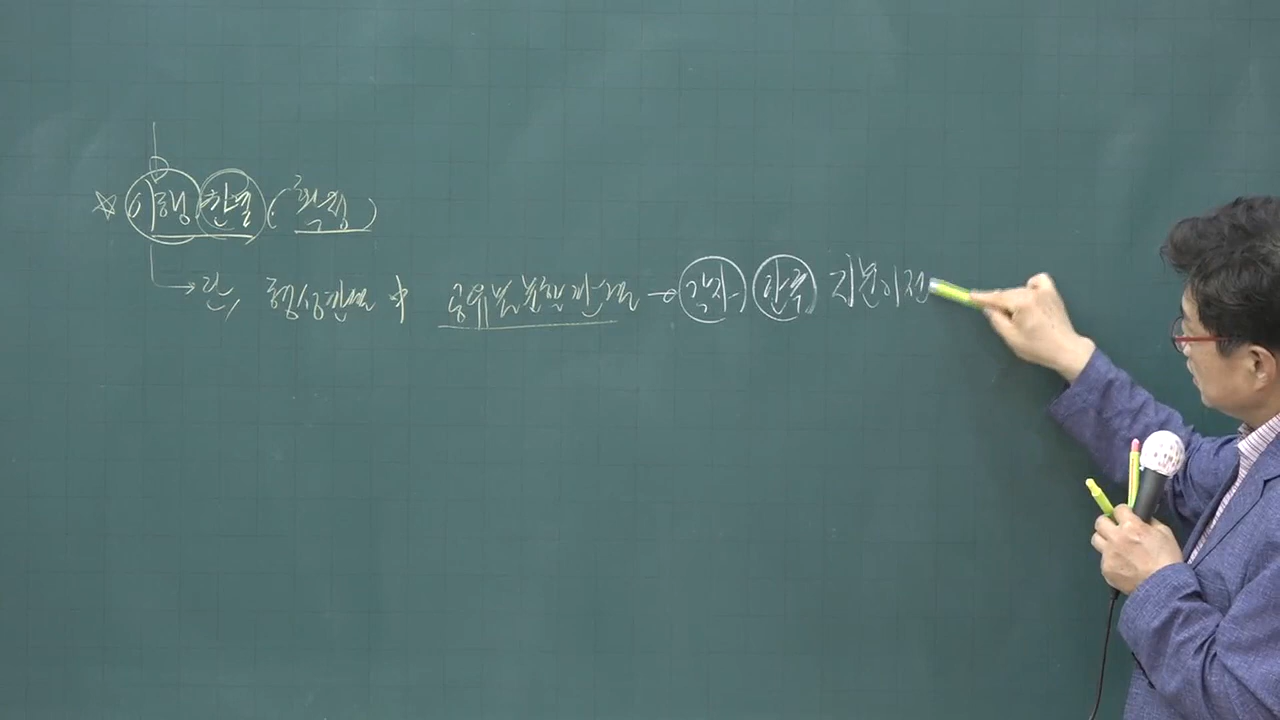 ☆ 이행판결 (확정)
→ 단, 형성판결 中 공유물분할판결 → 각자 단독 지분이전